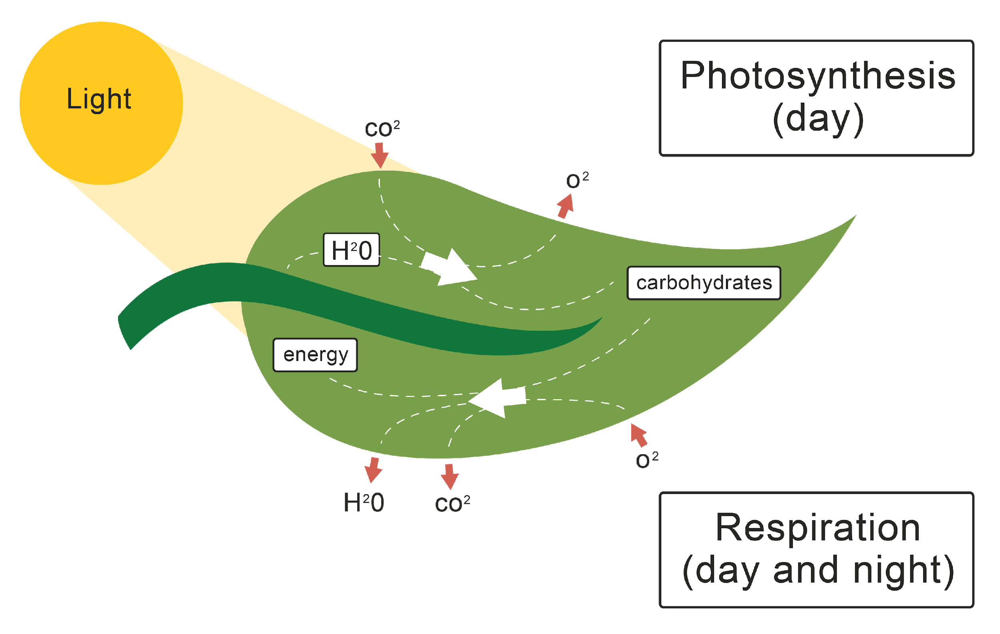 Light
Photosynthesis
(day)
co²
o²
H²0
carbohydrates
energy
o²
H²0
co²
Respiration
(day and night)